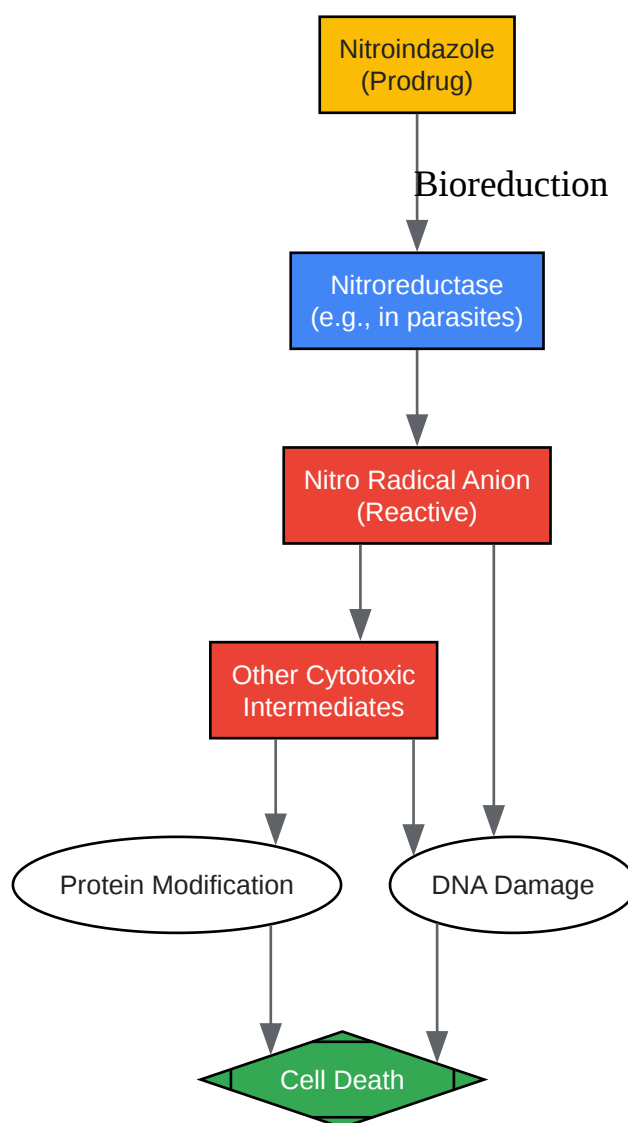 Nitroindazole
(Prodrug)
Bioreduction
Nitroreductase
(e.g., in parasites)
Nitro Radical Anion
(Reactive)
Other Cytotoxic
Intermediates
Protein Modification
DNA Damage
Cell Death